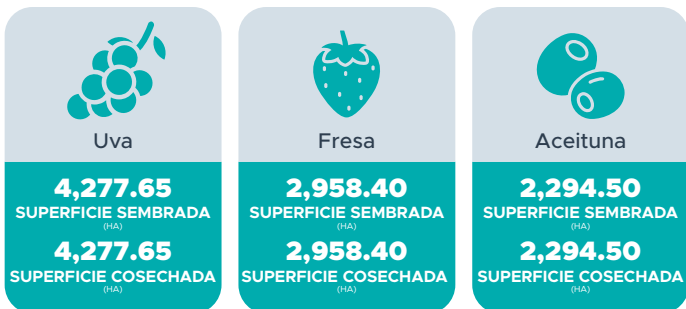 Uva
4,277.65
SUPERFICIE SEMBRADA
(HA)
4,277.65
SUPERFICIE COSECHADA
(HA)
Fresa
2,958.40
SUPERFICIE SEMBRADA
(HA)
2,958.40
SUPERFICIE COSECHADA
(HA)
Aceituna
2,294.50
SUPERFICIE SEMBRADA
(HA)
2,294.50
SUPERFICIE COSECHADA
(HA)